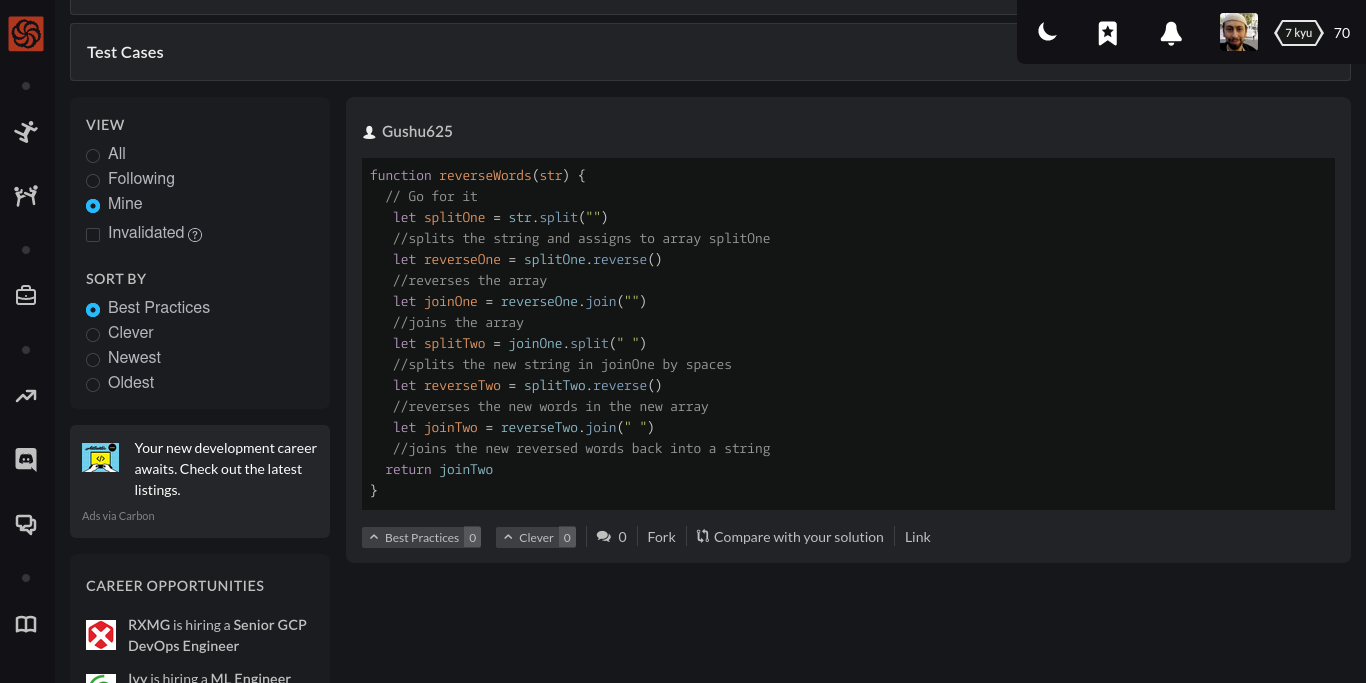 Test Cases
7 kyu
70
VIEW
All
Following
Mine
Invalidated ?
SORT BY
Best Practices
Clever
Newest
Oldest
Your new development career
awaits. Check out the latest
listings.
Ads via Carbon
CAREER OPPORTUNITIES
RXMG is hiring a Senior GCP
DevOps Engineer
Ivy is hiring a ML Engineer
Gushu625
function reverseWords(str) {
  // Go for it
   let splitOne = str.split("")
   //splits the string and assigns to array splitOne
   let reverseOne = splitOne.reverse()
   //reverses the array
   let joinOne = reverseOne.join("")
   //joins the array
   let splitTwo = joinOne.split(" ")
   //splits the new string in joinOne by spaces
   let reverseTwo = splitTwo.reverse()
   //reverses the new words in the new array
   let joinTwo = reverseTwo.join(" ")
   //joins the new reversed words back into a string
  return joinTwo
}
Best Practices 0 Clever 0 0 Fork Compare with your solution Link